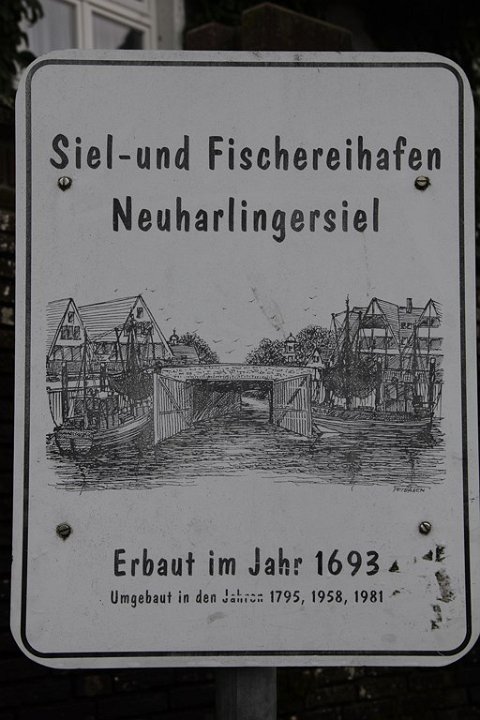 Siel-und Fischereihafen
Neuharlingersiel
Erbaut im Jahr 1693
Umgebaut in den Jahren 1795, 1958, 1981